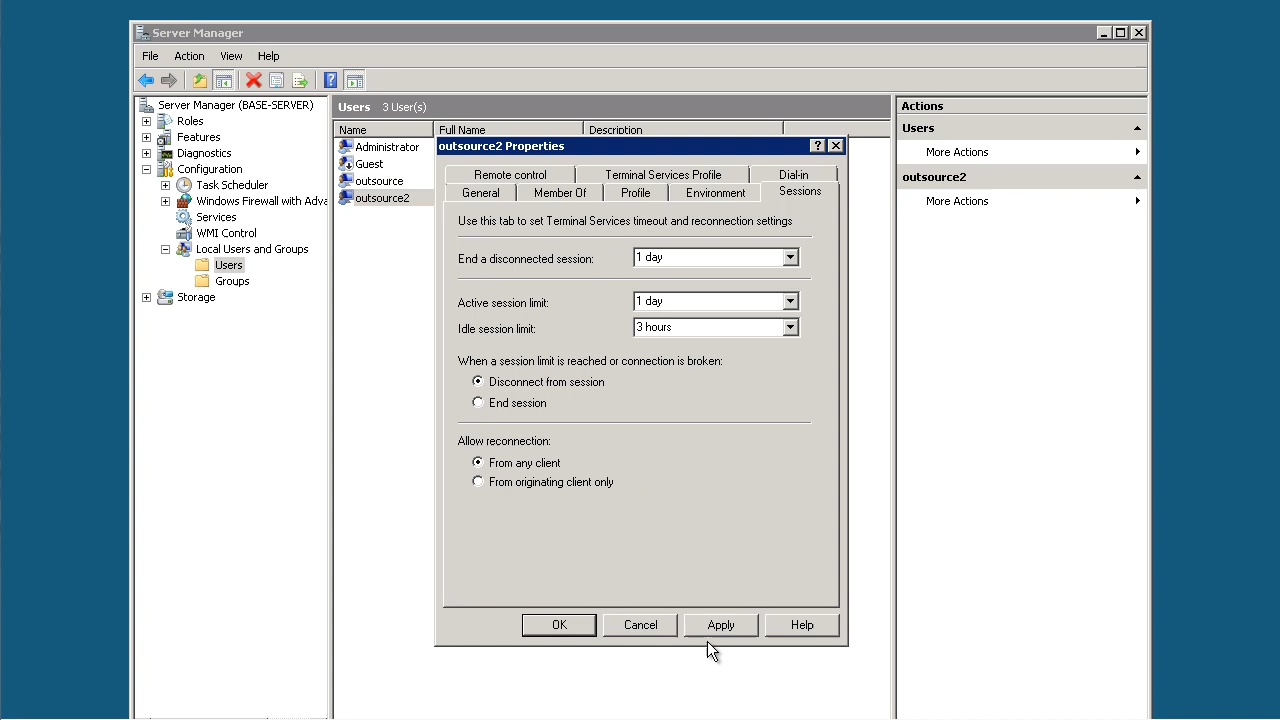 Server Manager
File Action View Help
Server Manager (BASE-SERVER)
Roles
Features
Diagnostics
Configuration
Task Scheduler
Windows Firewall with Adva
Services
WMI Control
Local Users and Groups
Users
Groups
Storage
Users 3 User(s)
Name Full Name Description
Administrator
Guest
outsource
outsource2
outsource2 Properties
Remote control Terminal Services Profile Dial-in
General Member Of Profile Environment Sessions
Use this tab to set Terminal Services timeout and reconnection settings
End a disconnected session: 1 day
Active session limit: 1 day
Idle session limit: 3 hours
When a session limit is reached or connection is broken:
Disconnect from session
End session
Allow reconnection:
From any client
From originating client only
OK Cancel Apply Help
Actions
Users
More Actions
outsource2
More Actions